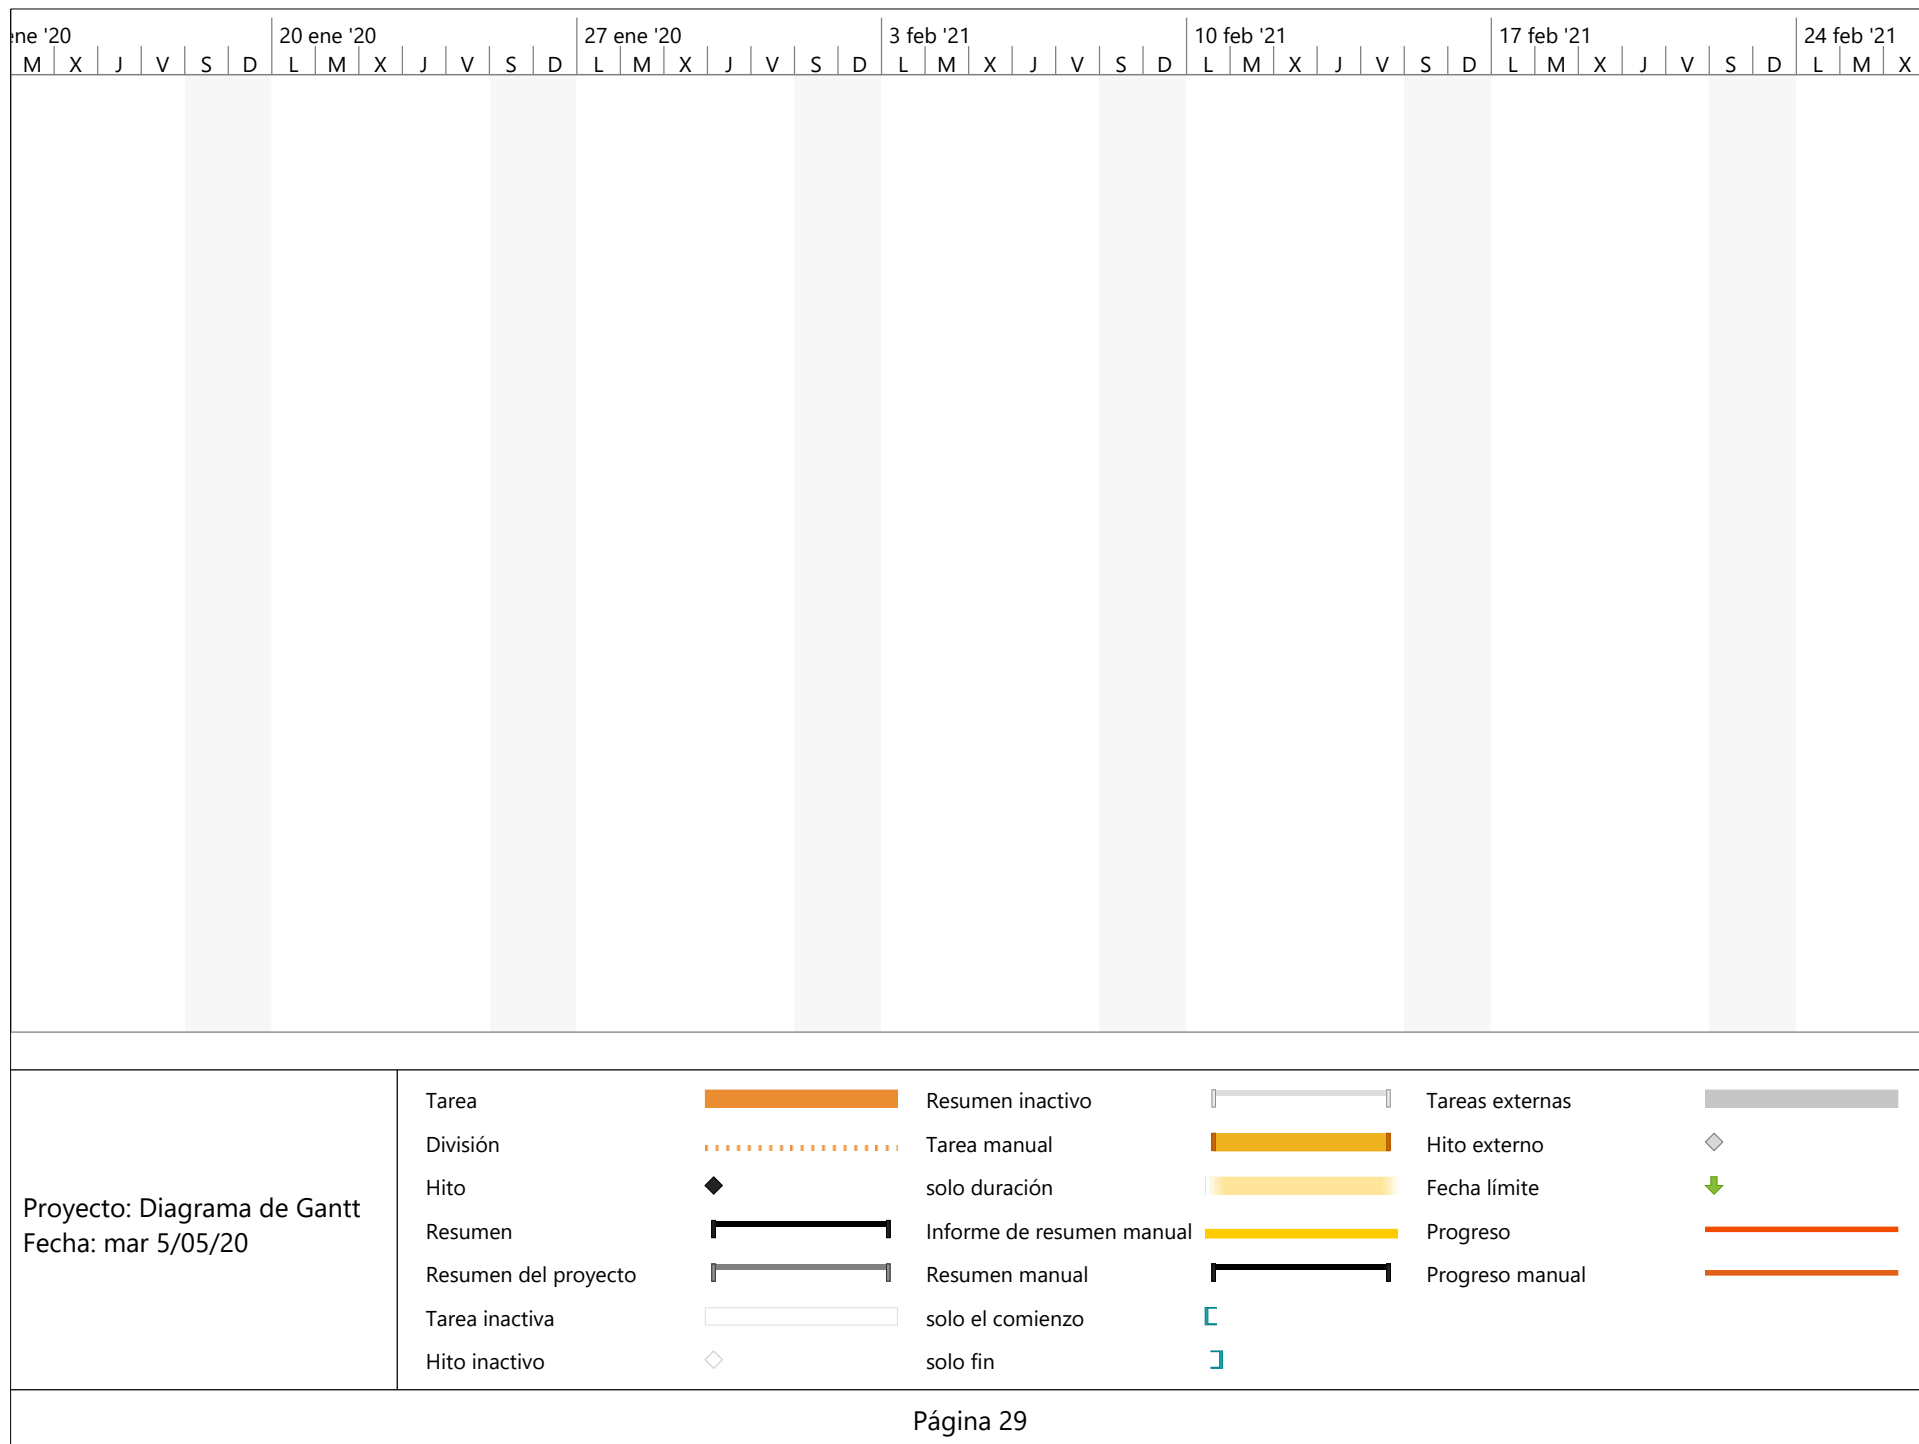 ene '20 20 ene '20 27 ene '20 3 feb '21 10 feb '21 17 feb '21 24 feb '21
M X J V S D L M X J V S D L M X J V S D L M X J V S D L M X J V S D L M X J V S D L M X
Tarea
División
Hito
Resumen
Resumen del proyecto
Tarea inactiva
Hito inactivo
Resumen inactivo
Tarea manual
solo duración
Informe de resumen manual
Resumen manual
solo el comienzo
solo fin
Tareas externas
Hito externo
Fecha límite
Progreso
Progreso manual
Proyecto: Diagrama de Gantt
Fecha: mar 5/05/20
Página 29